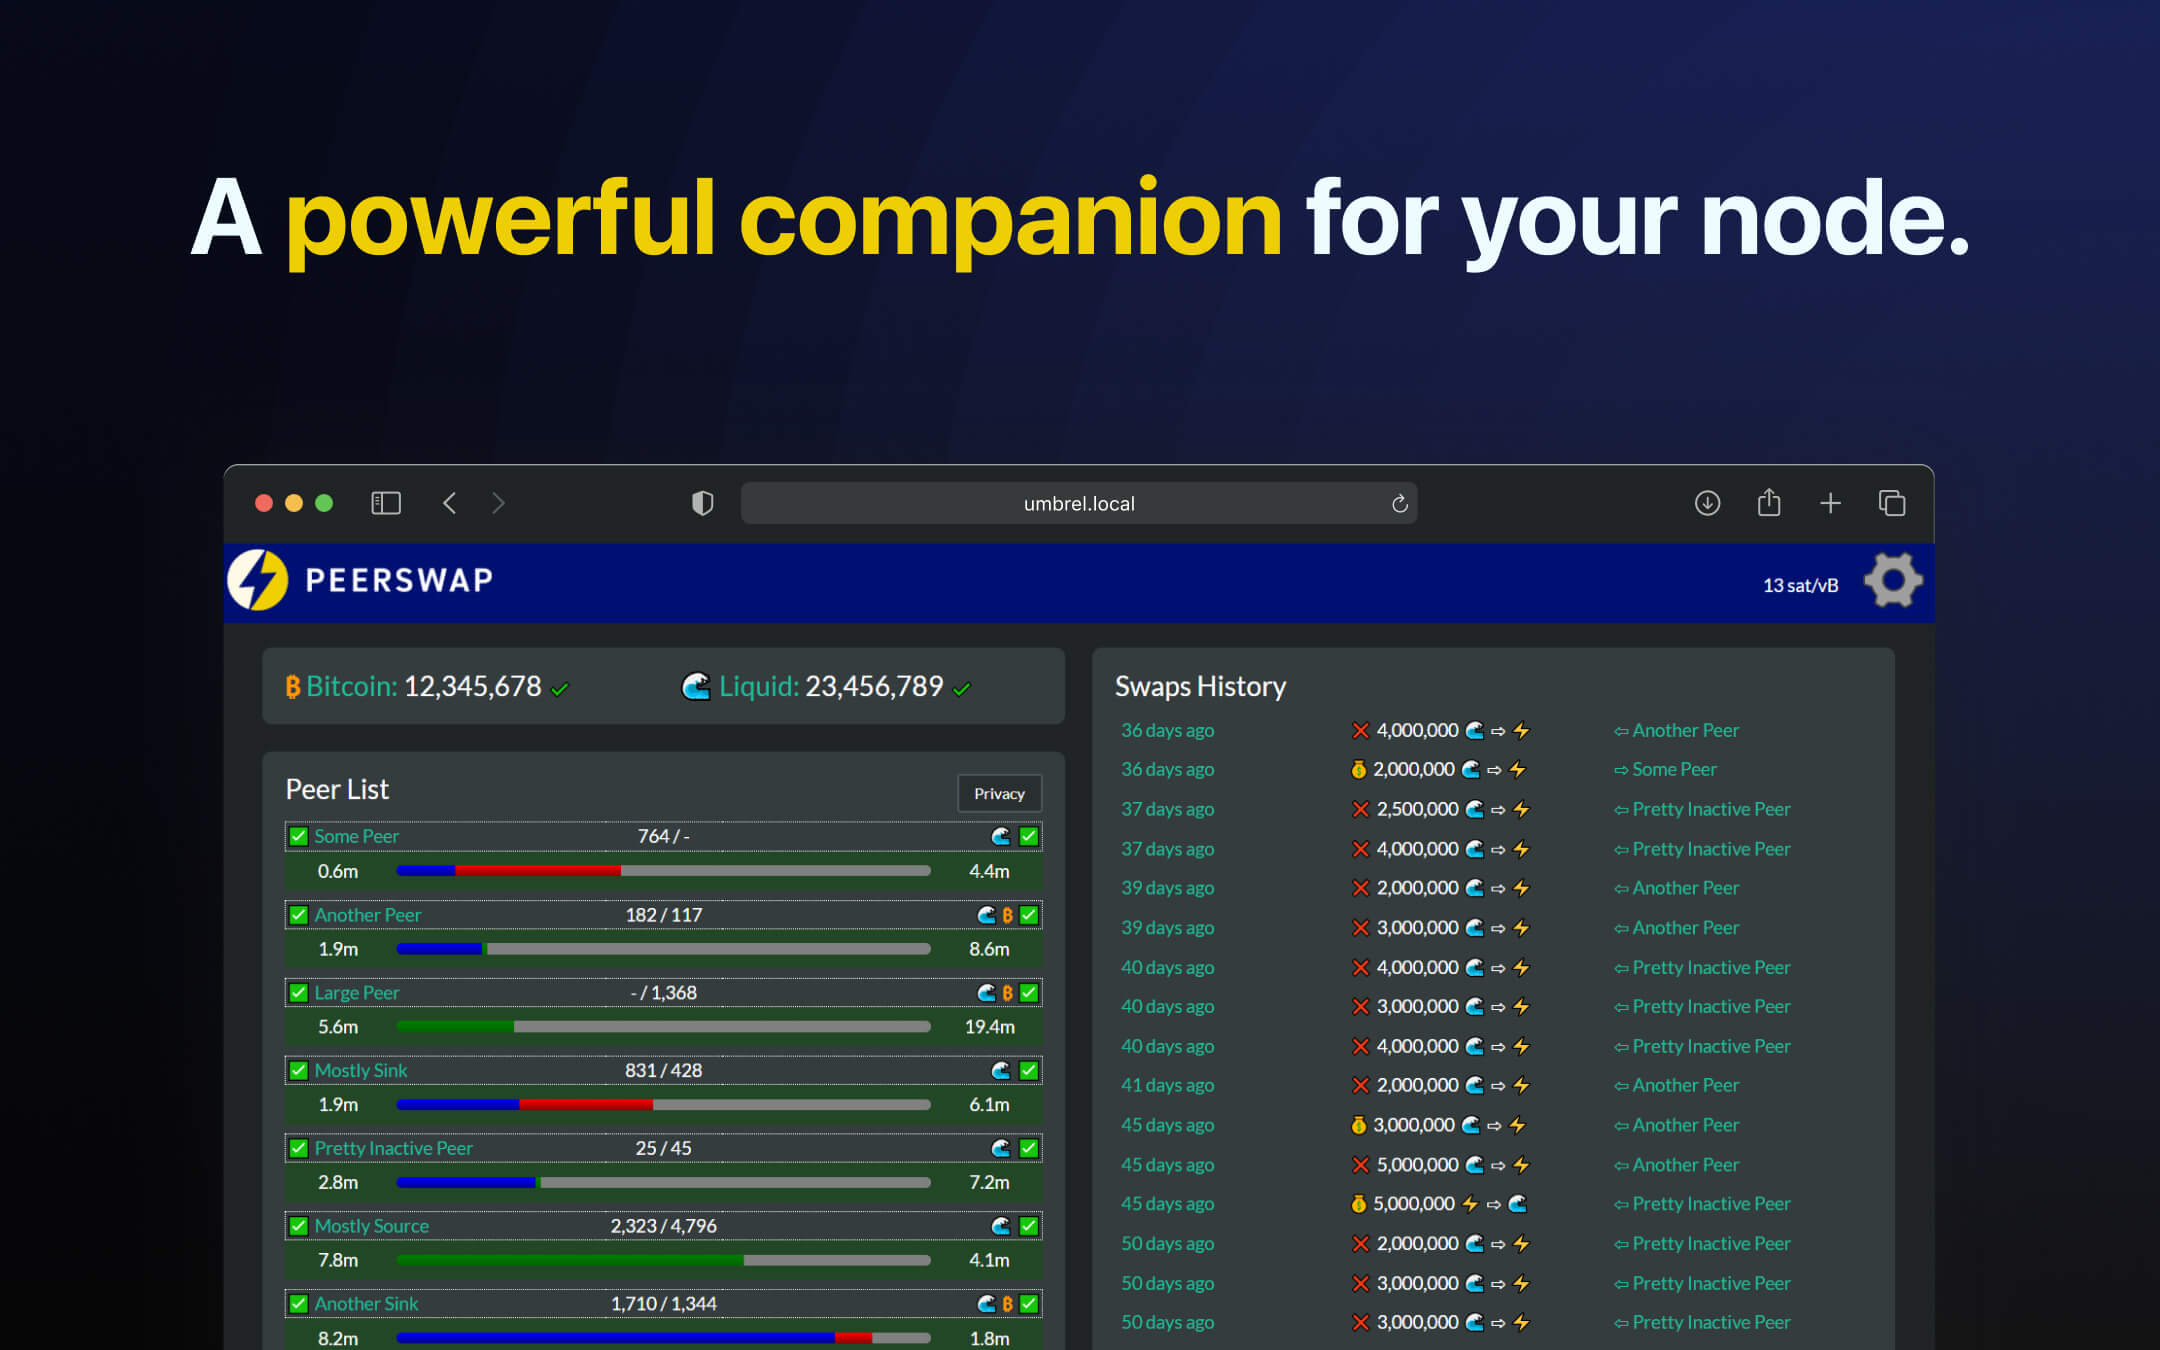 A powerful companion for your node.
umbrel.local
PEERSWAP
13 sat/vB
Bitcoin: 12,345,678
Liquid: 23,456,789
Peer List
Privacy
Some Peer 764 / -
0.6m 4.4m
Another Peer 182 / 117
1.9m 8.6m
Large Peer - / 1,368
5.6m 19.4m
Mostly Sink 831 / 428
1.9m 6.1m
Pretty Inactive Peer 25 / 45
2.8m 7.2m
Mostly Source 2,323 / 4,796
7.8m 4.1m
Another Sink 1,710 / 1,344
8.2m 1.8m
Swaps History
36 days ago ❌ 4,000,000 🌊 ⇨ ⚡ ⇦ Another Peer
36 days ago 💰 2,000,000 🌊 ⇨ ⚡ ⇨ Some Peer
37 days ago ❌ 2,500,000 🌊 ⇨ ⚡ ⇦ Pretty Inactive Peer
37 days ago ❌ 4,000,000 🌊 ⇨ ⚡ ⇦ Pretty Inactive Peer
39 days ago ❌ 2,000,000 🌊 ⇨ ⚡ ⇦ Another Peer
39 days ago ❌ 3,000,000 🌊 ⇨ ⚡ ⇦ Another Peer
40 days ago ❌ 4,000,000 🌊 ⇨ ⚡ ⇦ Pretty Inactive Peer
40 days ago ❌ 3,000,000 🌊 ⇨ ⚡ ⇦ Pretty Inactive Peer
40 days ago ❌ 4,000,000 🌊 ⇨ ⚡ ⇦ Pretty Inactive Peer
41 days ago ❌ 2,000,000 🌊 ⇨ ⚡ ⇦ Another Peer
45 days ago 💰 3,000,000 🌊 ⇨ ⚡ ⇦ Another Peer
45 days ago ❌ 5,000,000 🌊 ⇨ ⚡ ⇦ Another Peer
45 days ago 💰 5,000,000 ⚡ ⇨ 🌊 ⇦ Pretty Inactive Peer
50 days ago ❌ 2,000,000 🌊 ⇨ ⚡ ⇦ Pretty Inactive Peer
50 days ago ❌ 3,000,000 🌊 ⇨ ⚡ ⇦ Pretty Inactive Peer
50 days ago ❌ 3,000,000 🌊 ⇨ ⚡ ⇦ Pretty Inactive Peer